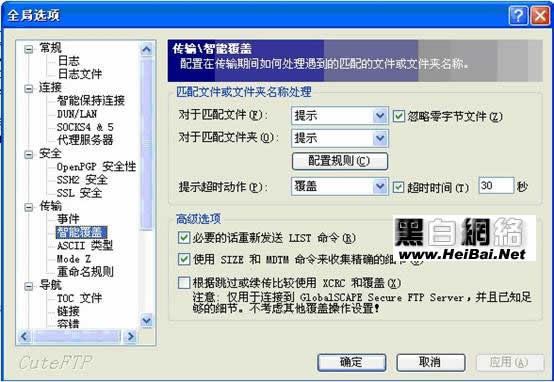 全局选项
常规
日志
日志文件
连接
智能保持连接
DUN/LAN
SOCKS4 & 5
代理服务器
安全
OpenPGP 安全性
SSH2 安全
SSL 安全
传输
事件
智能覆盖
ASCII 类型
Mode Z
重命名规则
导航
TOC 文件
链接
容错
CuteFTP
传输\智能覆盖
配置在传输期间如何处理遇到的匹配的文件或文件夹名称。
匹配文件或文件夹名称处理
对于匹配文件(F): 提示 忽略零字节文件(Z)
对于匹配文件夹(O): 提示
配置规则(C)
提示超时动作(P): 覆盖 超时时间(T) 30 秒
高级选项
必要的话重新发送 LIST 命令(R)
使用 SIZE 和 MDTM 命令来收集精确的细节
根据跳过或续传比较使用 XCRC 和覆盖(X)
注意: 仅用于连接到 GlobalSCAPE Secure FTP Server,并且已知足
够的细节。不考虑其他覆盖操作设置!
黑白網络
www.HeiBai.Net
确定 取消 应用(A)